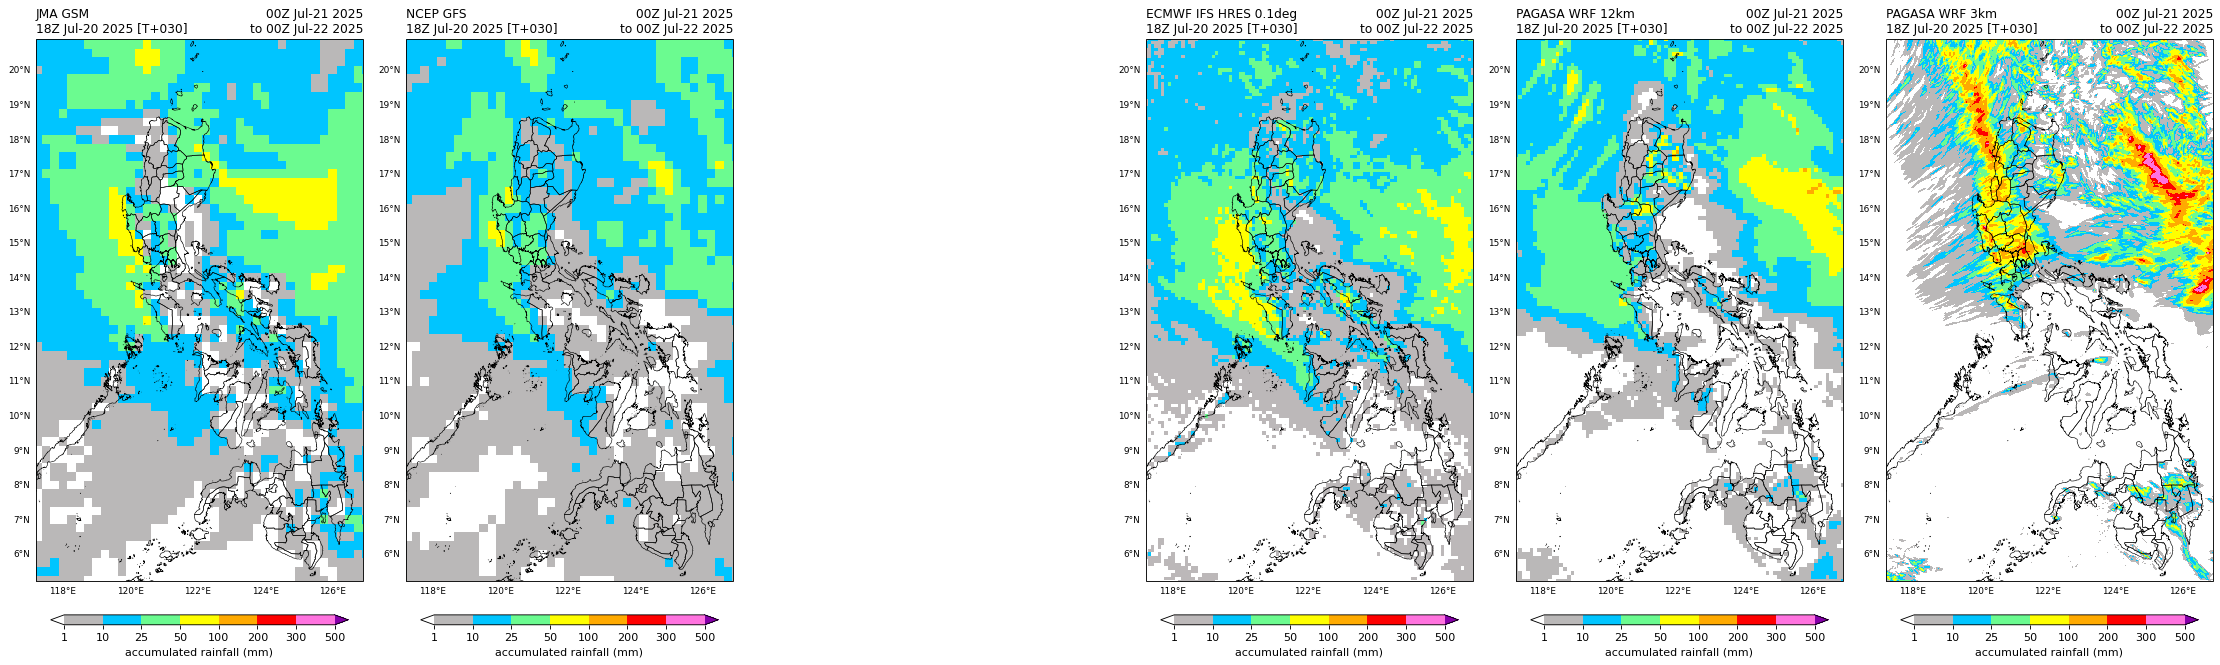 JMA GSM 00Z Jul-21 2025
18Z Jul-20 2025 [T+030] to 00Z Jul-22 2025
20°N
19°N
18°N
17°N
16°N
15°N
14°N
13°N
12°N
11°N
10°N
9°N
8°N
7°N
6°N
118°E 120°E 122°E 124°E 126°E
1 10 25 50 100 200 300 500
accumulated rainfall (mm)
NCEP GFS 00Z Jul-21 2025
18Z Jul-20 2025 [T+030] to 00Z Jul-22 2025
20°N
19°N
18°N
17°N
16°N
15°N
14°N
13°N
12°N
11°N
10°N
9°N
8°N
7°N
6°N
118°E 120°E 122°E 124°E 126°E
1 10 25 50 100 200 300 500
accumulated rainfall (mm)
ECMWF IFS HRES 0.1deg 00Z Jul-21 2025
18Z Jul-20 2025 [T+030] to 00Z Jul-22 2025
20°N
19°N
18°N
17°N
16°N
15°N
14°N
13°N
12°N
11°N
10°N
9°N
8°N
7°N
6°N
118°E 120°E 122°E 124°E 126°E
1 10 25 50 100 200 300 500
accumulated rainfall (mm)
PAGASA WRF 12km 00Z Jul-21 2025
18Z Jul-20 2025 [T+030] to 00Z Jul-22 2025
20°N
19°N
18°N
17°N
16°N
15°N
14°N
13°N
12°N
11°N
10°N
9°N
8°N
7°N
6°N
118°E 120°E 122°E 124°E 126°E
1 10 25 50 100 200 300 500
accumulated rainfall (mm)
PAGASA WRF 3km 00Z Jul-21 2025
18Z Jul-20 2025 [T+030] to 00Z Jul-22 2025
20°N
19°N
18°N
17°N
16°N
15°N
14°N
13°N
12°N
11°N
10°N
9°N
8°N
7°N
6°N
118°E 120°E 122°E 124°E 126°E
1 10 25 50 100 200 300 500
accumulated rainfall (mm)